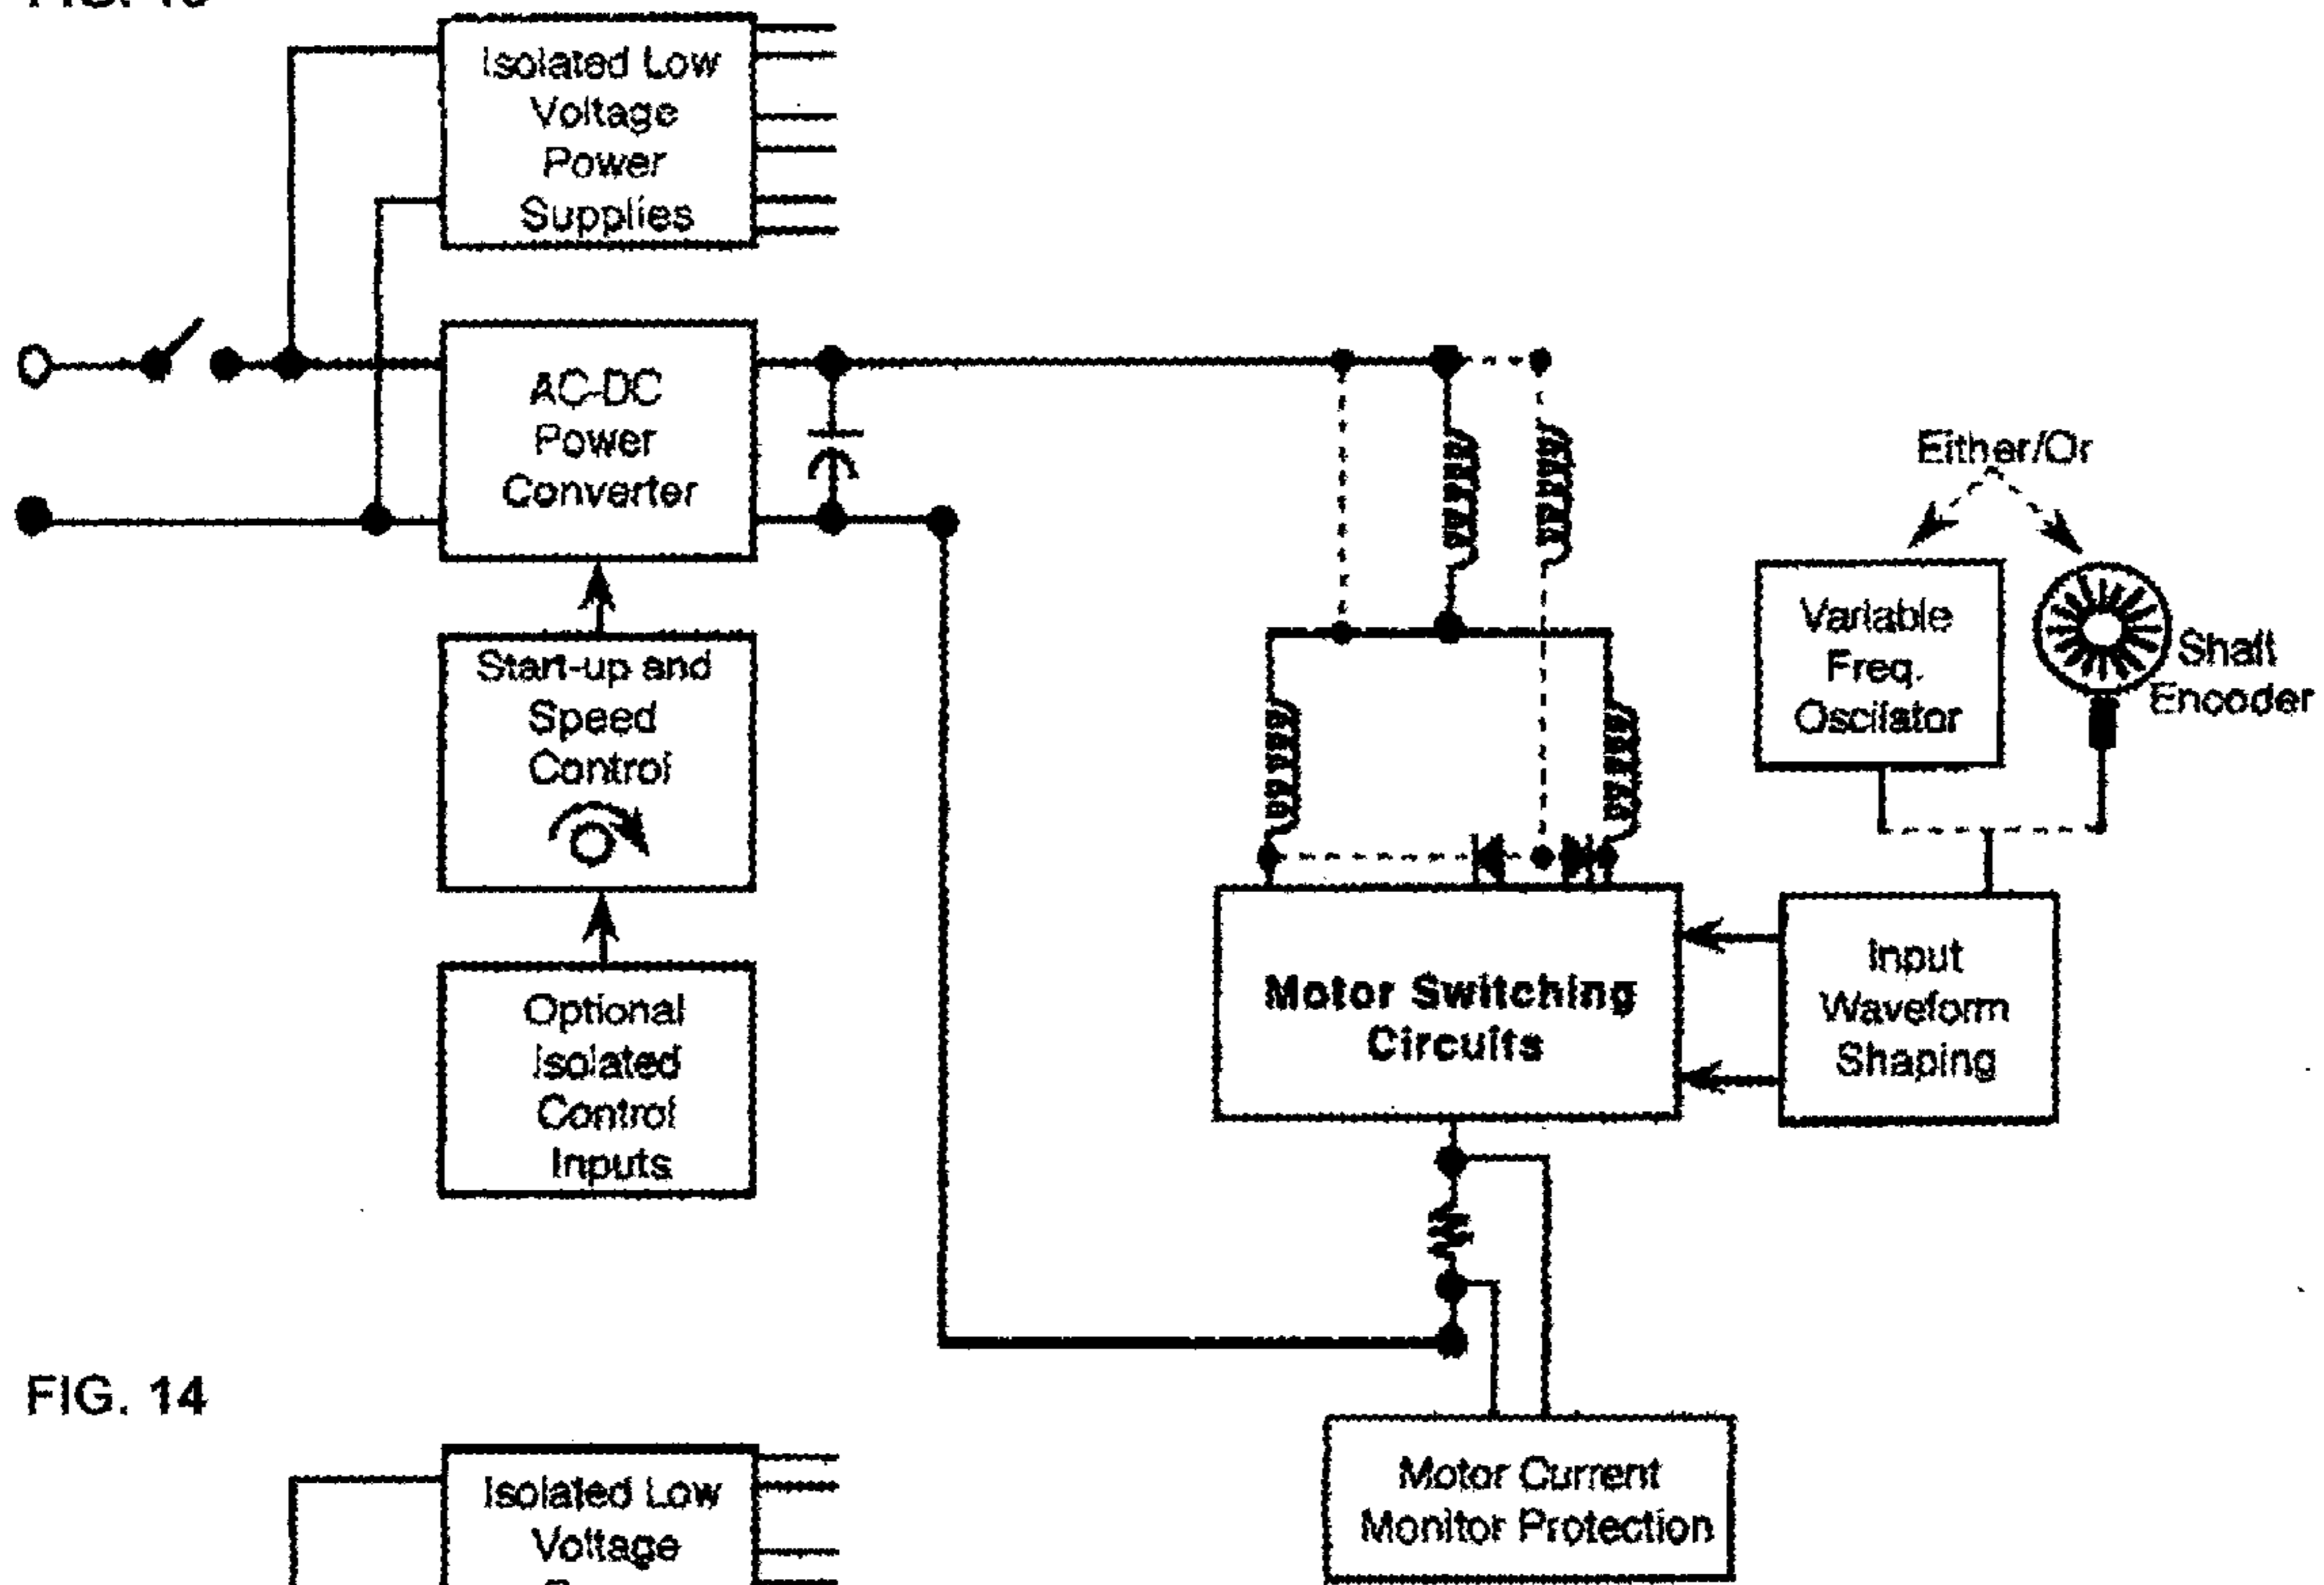 Isolated Low
Voltage
Power
Supplies
AC-DC
Power
Converter
Start-up and
Speed
Control
Optional
Isolated
Control
Inputs
Either/Or
Variable
Freq.
Oscilator
Shaft
Encoder
Motor Switching
Circuits
Input
Waveform
Shaping
Motor Current
Monitor Protection
FIG. 14
Isolated Low
Voltage